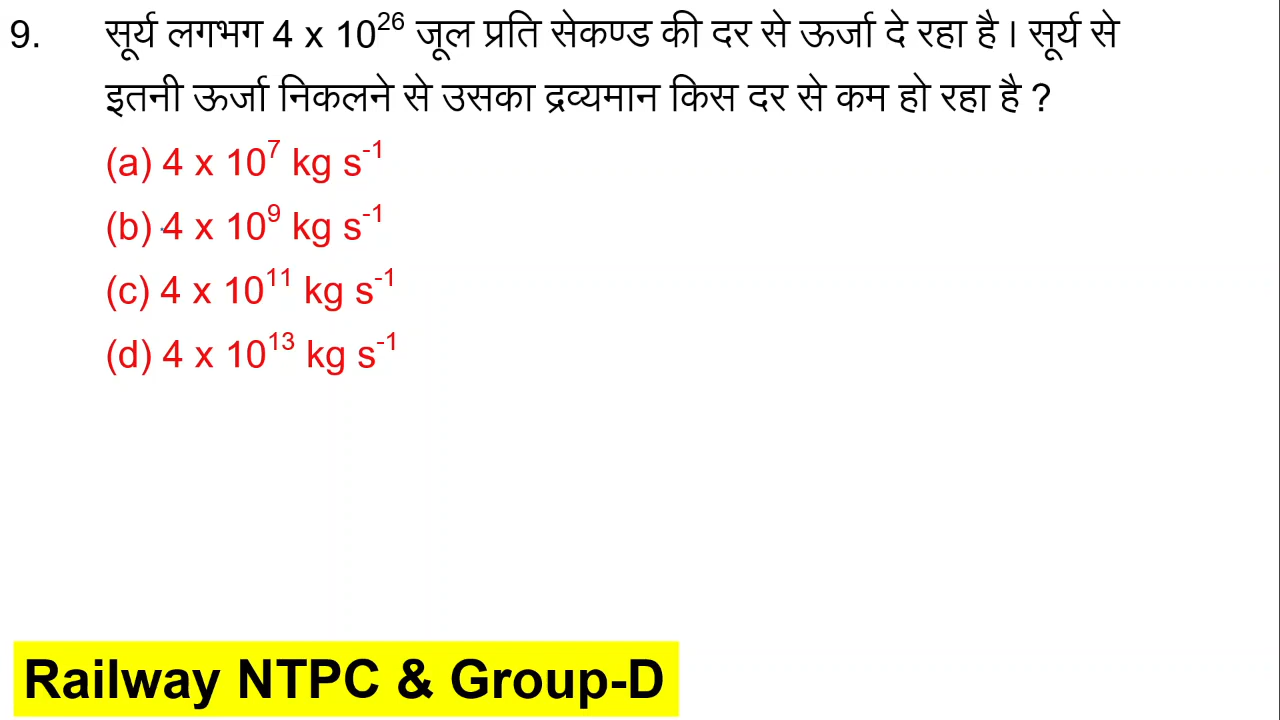 9. सूर्य लगभग 4 x 10²⁶ जूल प्रति सेकण्ड की दर से ऊर्जा दे रहा है । सूर्य से
इतनी ऊर्जा निकलने से उसका द्रव्यमान किस दर से कम हो रहा है ?
(a) 4 x 10⁷ kg s⁻¹
(b) 4 x 10⁹ kg s⁻¹
(c) 4 x 10¹¹ kg s⁻¹
(d) 4 x 10¹³ kg s⁻¹
Railway NTPC & Group-D